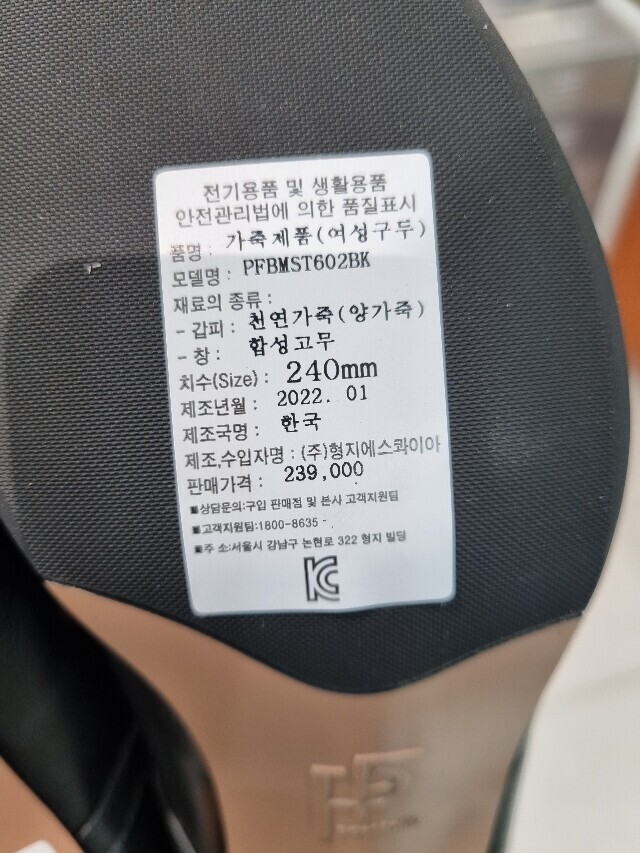 전기용품 및 생활용품
안전관리법에 의한 품질표시
품명 : 가죽제품(여성구두)
모델명 : PFBMST602BK
재료의 종류 :
- 갑피 : 천연가죽(양가죽)
- 창 : 합성고무
치수(Size) : 240mm
제조년월 : 2022. 01
제조국명 : 한국
제조,수입자명 : (주)형지에스콰이아
판매가격 : 239,000
■상담문의:구입 판매점 및 본사 고객지원팀
■고객지원팀:1800-8635 -
■주 소:서울시 강남구 논현로 322 형지 빌딩